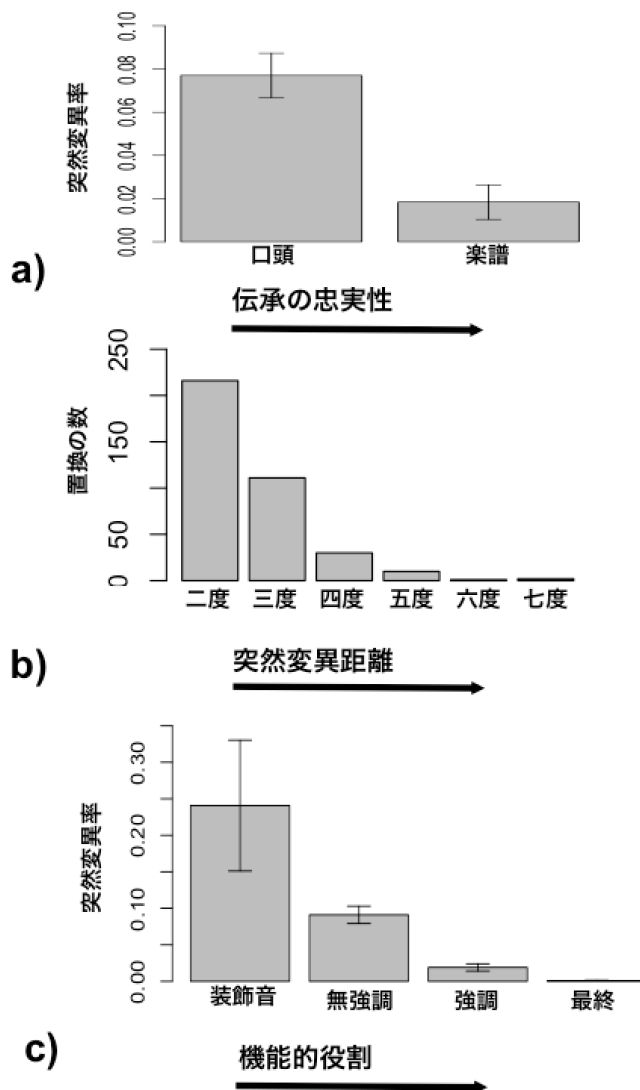 突然変異率
0.00 0.02 0.04 0.06 0.08 0.10
口頭 楽譜
a)
伝承の忠実性
置換の数
0 50 150 250
二度 三度 四度 五度 六度 七度
b)
突然変異距離
突然変異率
0.00 0.10 0.20 0.30
装飾音 無強調 強調 最終
c)
機能的役割